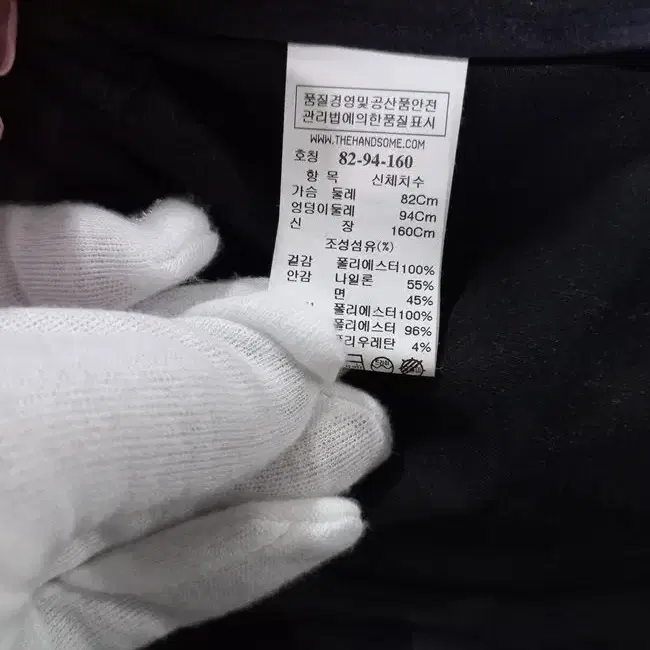 품질경영및공산품안전
관리법에의한품질표시
WWW.THEHANDSOME.COM
호칭 82-94-160
항 목 신체치수
가슴 둘레 82Cm
엉덩이둘레 94Cm
신 장 160Cm
조성섬유(%)
겉감 폴리에스터100%
안감 나일론 55%
면 45%
폴리에스터100%
폴리에스터 96%
폴리우레탄 4%